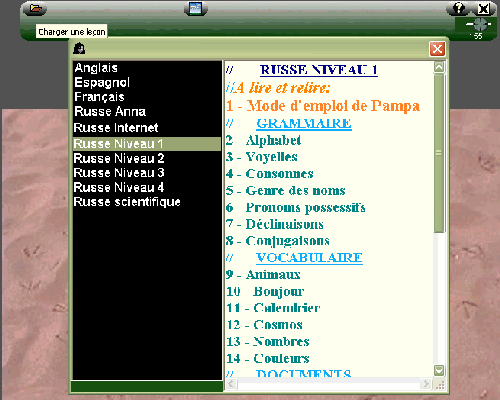 Charger une leçon
155
Anglais
Espagnol
Français
Russe Anna
Russe Internet
Russe Niveau 1
Russe Niveau 2
Russe Niveau 3
Russe Niveau 4
Russe scientifique
// RUSSE NIVEAU 1
//A lire et relire:
1 - Mode d'emploi de Pampa
// GRAMMAIRE
2 - Alphabet
3 - Voyelles
4 - Consonnes
5 - Genre des noms
6 - Pronoms possessifs
7 - Déclinaisons
8 - Conjugaisons
// VOCABULAIRE
9 - Animaux
10 - Bonjour
11 - Calendrier
12 - Cosmos
13 - Nombres
14 - Couleurs
// DOCUMENTS